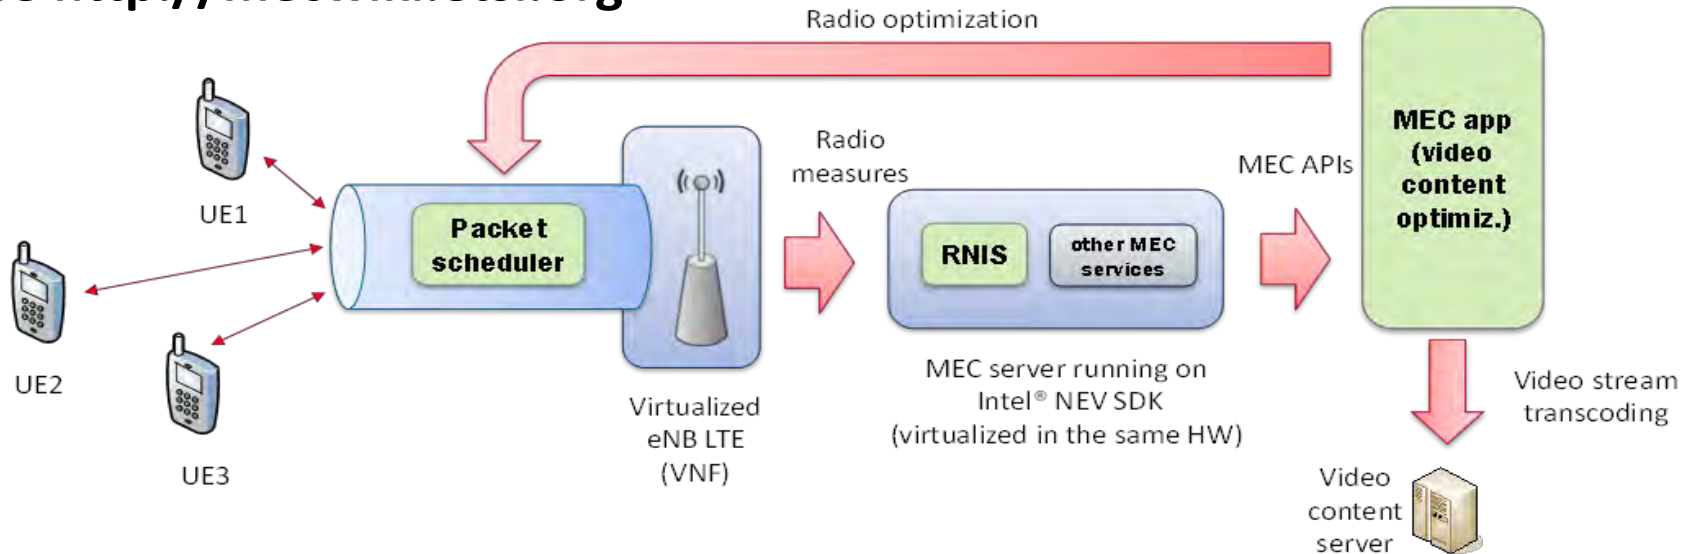 Radio optimization
UE1
UE2
UE3
Packet
scheduler
Virtualized
eNB LTE
(VNF)
Radio
measures
RNIS
other MEC
services
MEC server running on
Intel® NEV SDK
(virtualized in the same HW)
MEC APIs
MEC app
(video
content
optimiz.)
Video stream
transcoding
Video
content
server